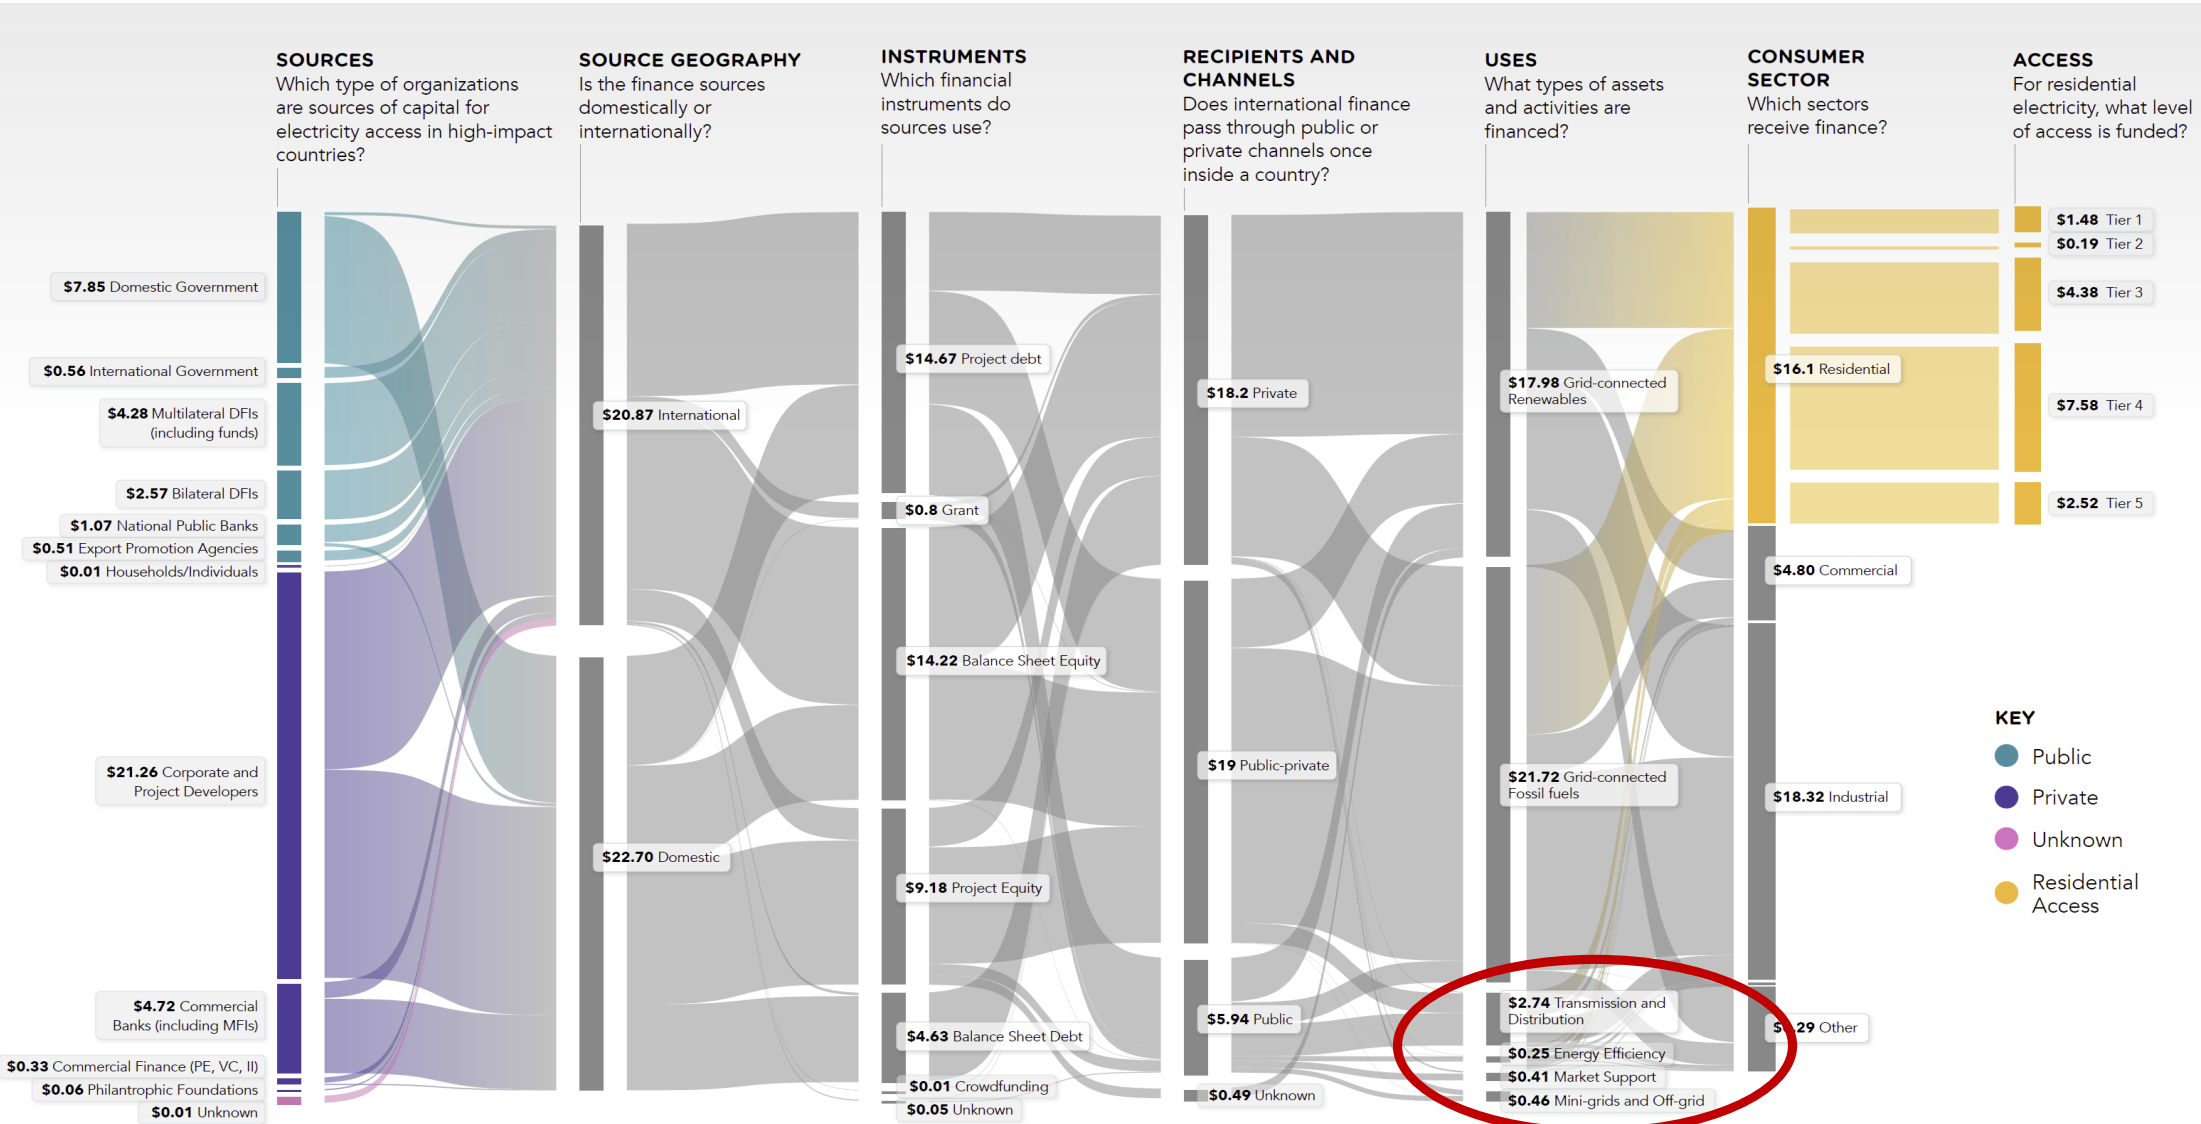 SOURCES
Which type of organizations
are sources of capital for
electricity access in high-impact
countries?
SOURCE GEOGRAPHY
Is the finance sources
domestically or
internationally?
INSTRUMENTS
Which financial
instruments do
sources use?
RECIPIENTS AND
CHANNELS
Does international finance
pass through public or
private channels once
inside a country?
USES
What types of assets
and activities are
financed?
CONSUMER
SECTOR
Which sectors
receive finance?
ACCESS
For residential
electricity, what level
of access is funded?
$7.85 Domestic Government
$0.56 International Government
$4.28 Multilateral DFIs
(including funds)
$2.57 Bilateral DFIs
$1.07 National Public Banks
$0.51 Export Promotion Agencies
$0.01 Households/Individuals
$21.26 Corporate and
Project Developers
$4.72 Commercial
Banks (including MFIs)
$0.33 Commercial Finance (PE, VC, II)
$0.06 Philantrophic Foundations
$0.01 Unknown
$20.87 International
$22.70 Domestic
$14.67 Project debt
$0.8 Grant
$14.22 Balance Sheet Equity
$9.18 Project Equity
$4.63 Balance Sheet Debt
$0.01 Crowdfunding
$0.05 Unknown
$18.2 Private
$19 Public-private
$5.94 Public
$0.49 Unknown
$17.98 Grid-connected
Renewables
$21.72 Grid-connected
Fossil fuels
$2.74 Transmission and
Distribution
$0.25 Energy Efficiency
$0.41 Market Support
$0.46 Mini-grids and Off-grid
$16.1 Residential
$4.80 Commercial
$18.32 Industrial
Other
$1.48 Tier 1
$0.19 Tier 2
$4.38 Tier 3
$7.58 Tier 4
$2.52 Tier 5
KEY
Public
Private
Unknown
Residential
Access